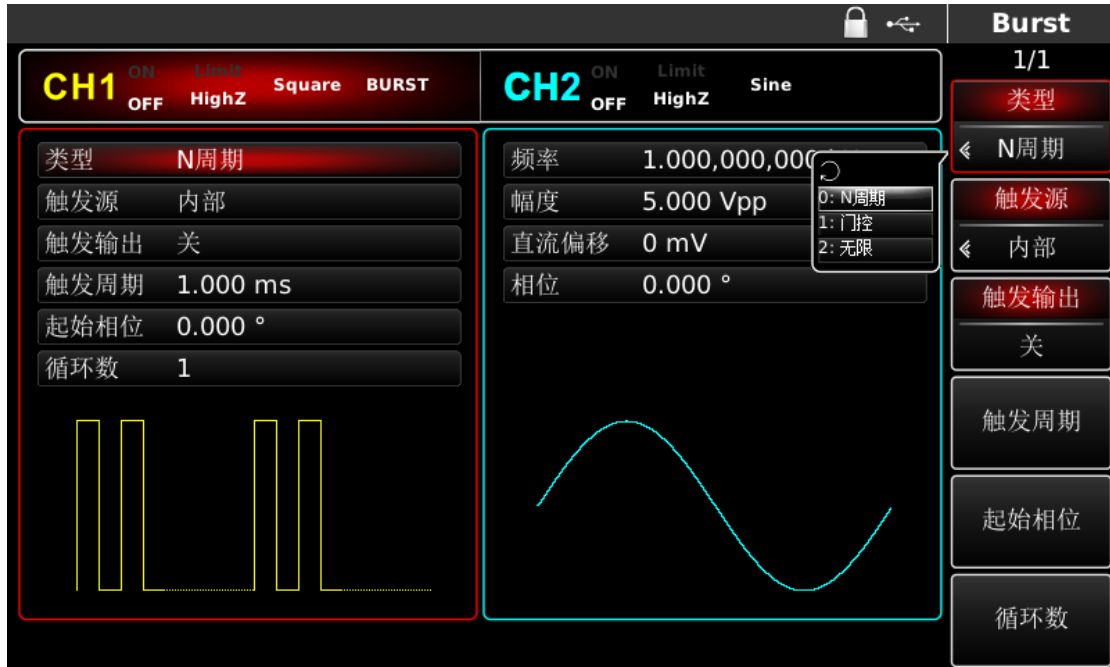 Burst
1/1
CH1 ON OFF Limit HighZ Square BURST
CH2 ON OFF Limit HighZ Sine
类型 N周期
触发源 内部
触发输出 关
触发周期 1.000 ms
起始相位 0.000 °
循环数 1
频率 1.000,000,000
幅度 5.000 Vpp
直流偏移 0 mV
相位 0.000 °
0: N周期
1: 门控
2: 无限
类型
N周期
触发源
内部
触发输出
关
触发周期
起始相位
循环数